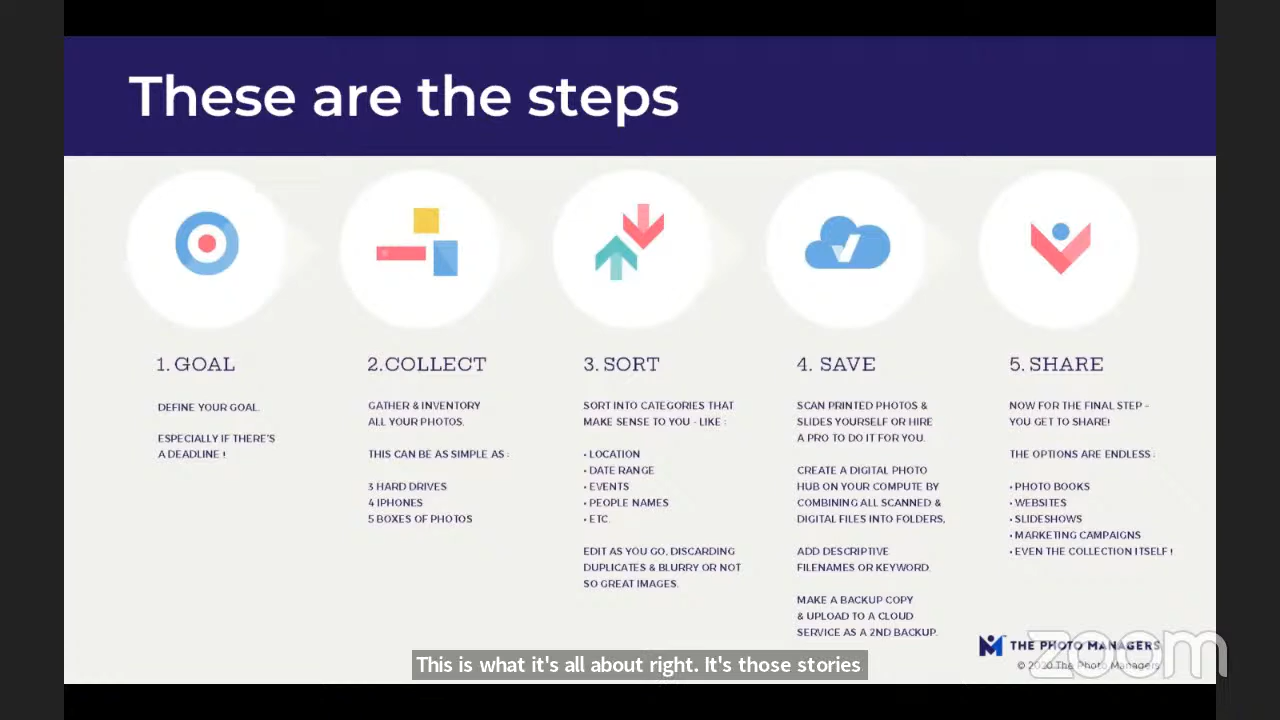 These are the steps
1. GOAL
DEFINE YOUR GOAL.
ESPECIALLY IF THERE'S
A DEADLINE !
2.COLLECT
GATHER & INVENTORY
ALL YOUR PHOTOS.
THIS CAN BE AS SIMPLE AS :
3 HARD DRIVES
4 IPHONES
5 BOXES OF PHOTOS
3. SORT
SORT INTO CATEGORIES THAT
MAKE SENSE TO YOU - LIKE :
• LOCATION
• DATE RANGE
• EVENTS
• PEOPLE NAMES
• ETC.
EDIT AS YOU GO, DISCARDING
DUPLICATES & BLURRY OR NOT
SO GREAT IMAGES.
4. SAVE
SCAN PRINTED PHOTOS &
SLIDES YOURSELF OR HIRE
A PRO TO DO IT FOR YOU.
CREATE A DIGITAL PHOTO
HUB ON YOUR COMPUTE BY
COMBINING ALL SCANNED &
DIGITAL FILES INTO FOLDERS,
ADD DESCRIPTIVE
FILENAMES OR KEYWORD.
MAKE A BACKUP COPY
& UPLOAD TO A CLOUD
SERVICE AS A 2ND BACKUP.
5. SHARE
NOW FOR THE FINAL STEP -
YOU GET TO SHARE!
THE OPTIONS ARE ENDLESS :
• PHOTO BOOKS
• WEBSITES
• SLIDESHOWS
• MARKETING CAMPAIGNS
• EVEN THE COLLECTION ITSELF !
THE PHOTO MANAGERS
© 2020 The Photo Managers
zoom
This is what it's all about right. It's those stories